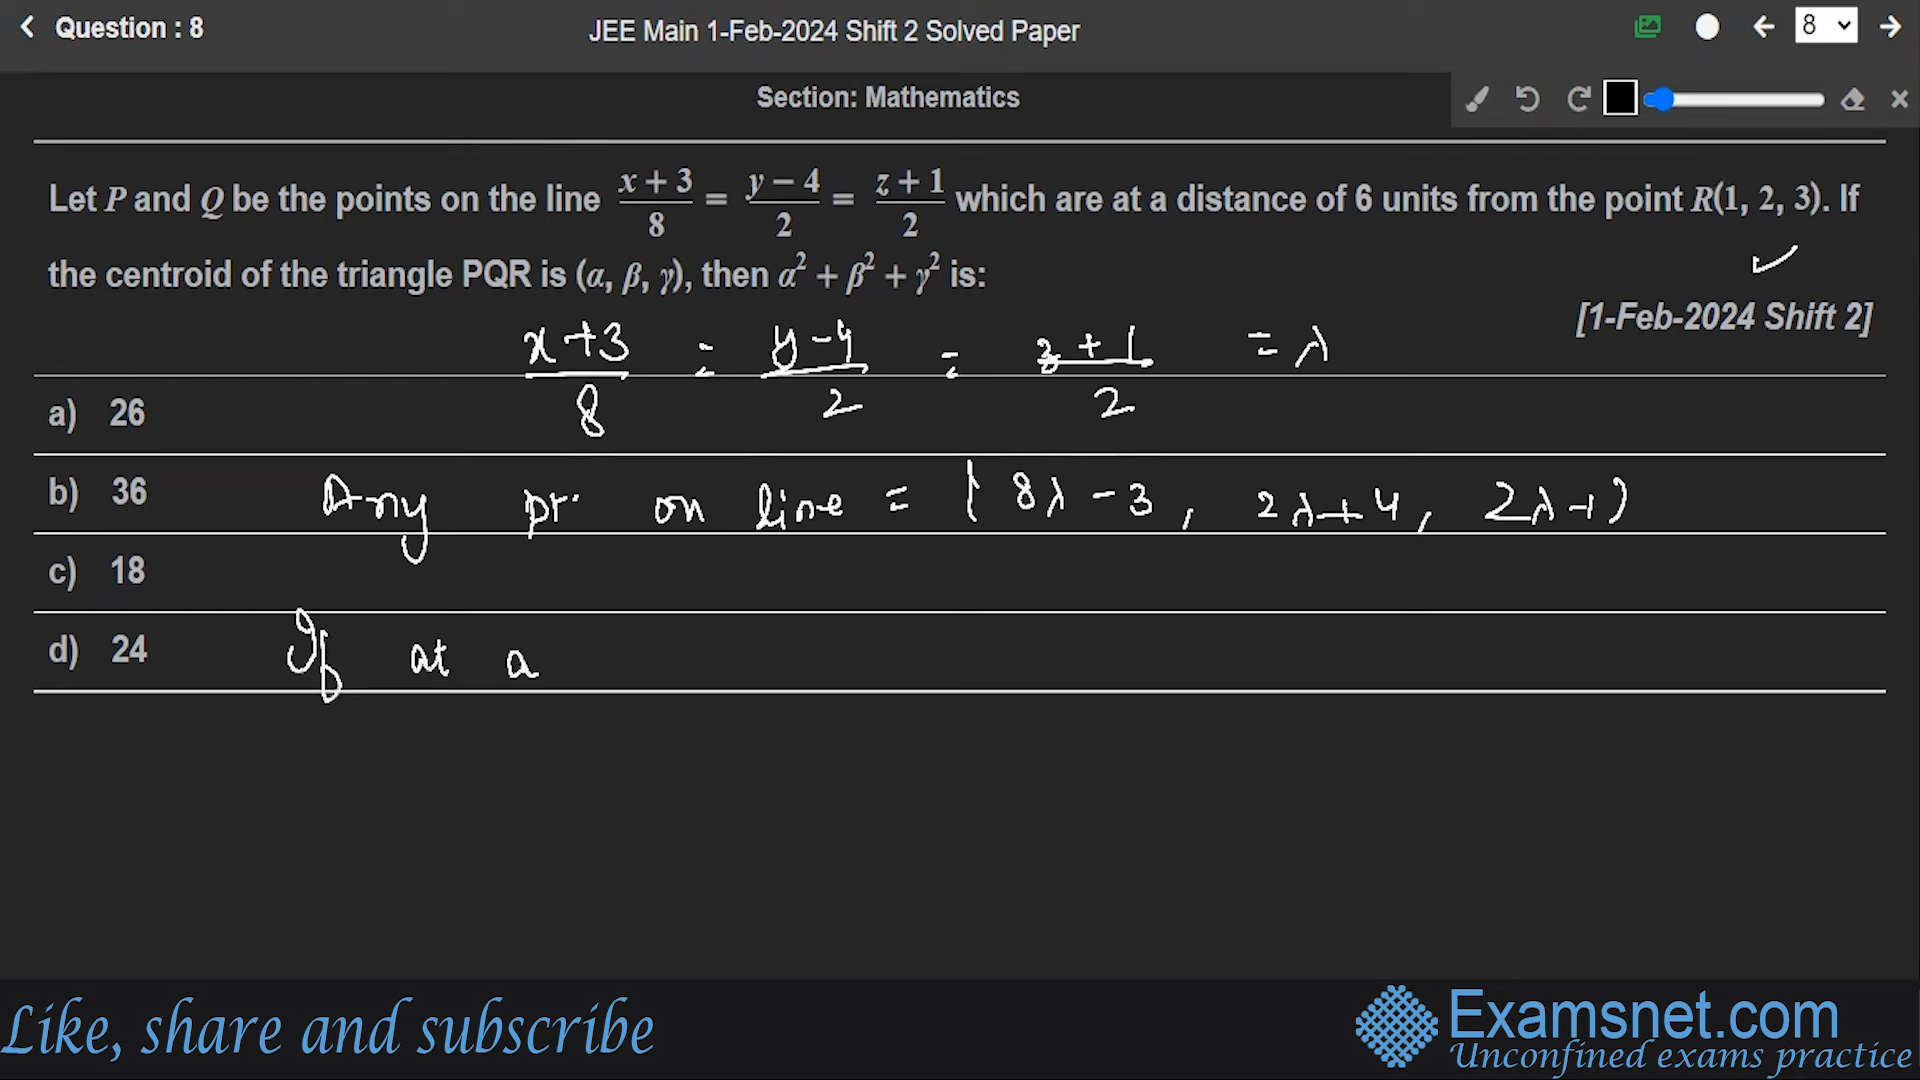 Question : 8
JEE Main 1-Feb-2024 Shift 2 Solved Paper
8
Section: Mathematics
Let P and Q be the points on the line (x + 3)/8 = (y − 4)/2 = (z + 1)/2 which are at a distance of 6 units from the point R(1, 2, 3). If
the centroid of the triangle PQR is (α, β, γ), then α² + β² + γ² is:
[1-Feb-2024 Shift 2]
(x + 3)/8 = (y − 4)/2 = (z + 1)/2 = λ
a) 26
b) 36
Any pt. on line = (8λ − 3, 2λ + 4, 2λ − 1)
c) 18
d) 24
If at a
Like, share and subscribe
Examsnet.com
Unconfined exams practice